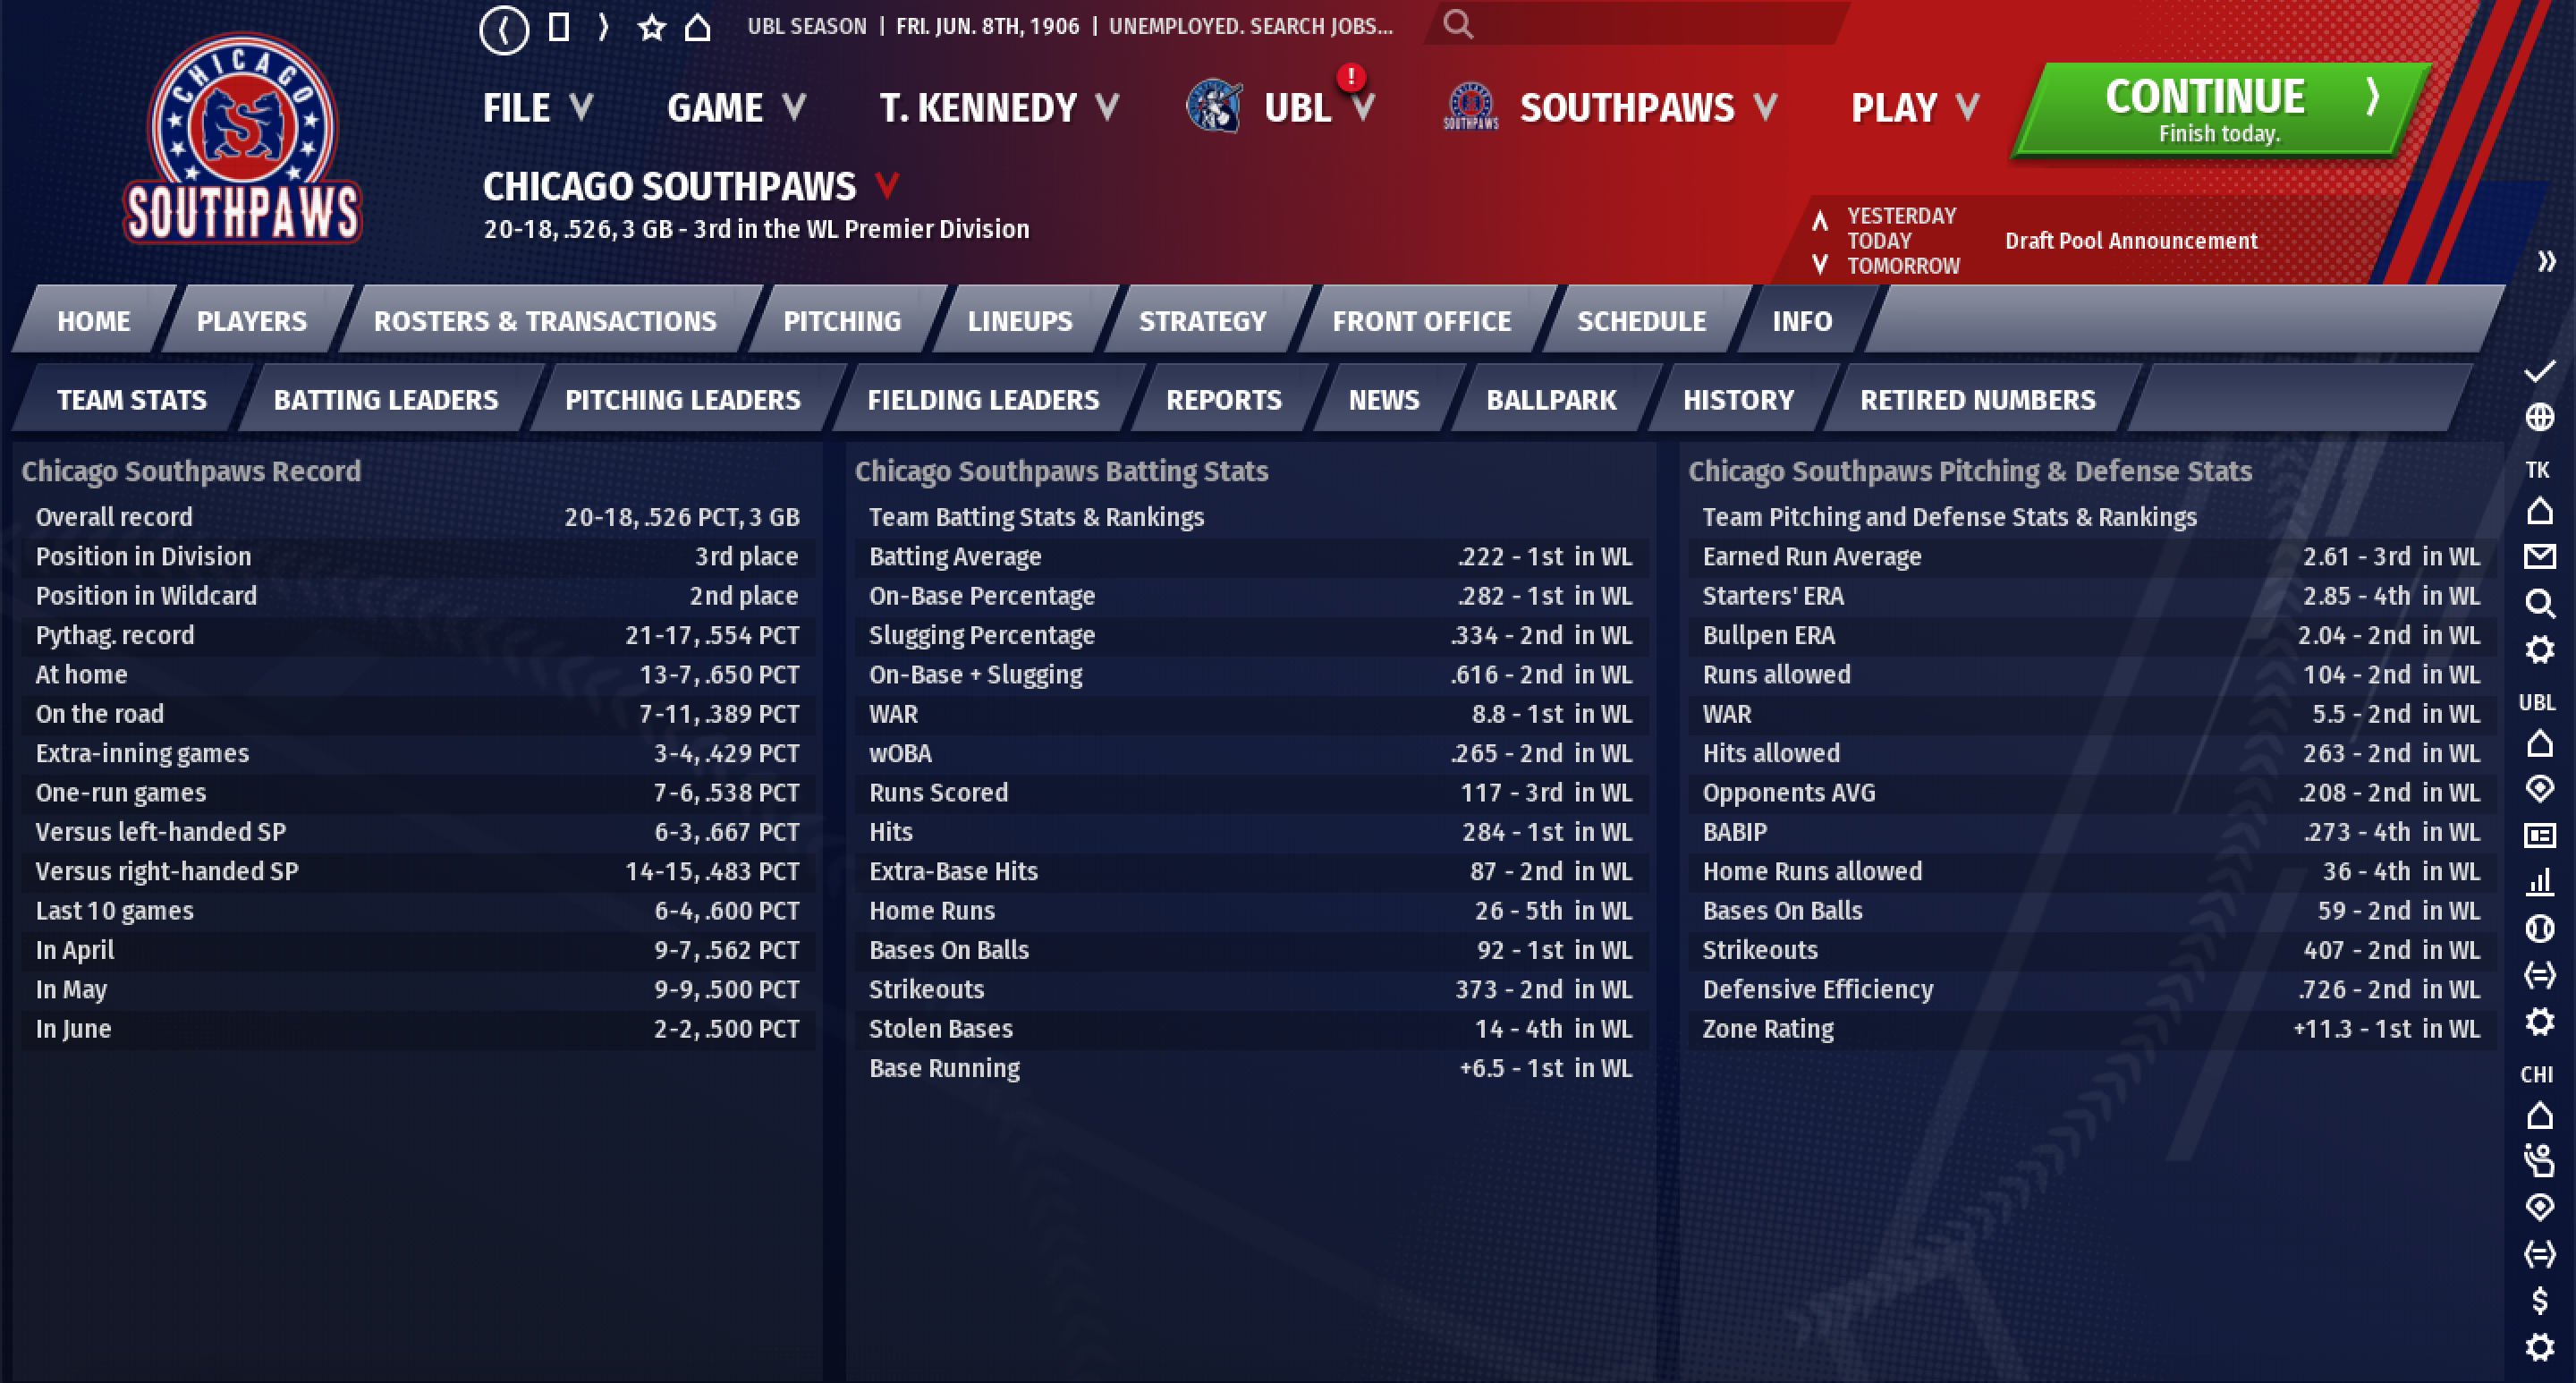 CHICAGO
S
SOUTHPAWS
UBL SEASON | FRI. JUN. 8TH, 1906 | UNEMPLOYED. SEARCH JOBS...
FILE
GAME
T. KENNEDY
UBL
!
SOUTHPAWS
SOUTHPAWS
PLAY
CONTINUE
Finish today.
CHICAGO SOUTHPAWS
20-18, .526, 3 GB - 3rd in the WL Premier Division
YESTERDAY
TODAY
TOMORROW
Draft Pool Announcement
HOME
PLAYERS
ROSTERS & TRANSACTIONS
PITCHING
LINEUPS
STRATEGY
FRONT OFFICE
SCHEDULE
INFO
TEAM STATS
BATTING LEADERS
PITCHING LEADERS
FIELDING LEADERS
REPORTS
NEWS
BALLPARK
HISTORY
RETIRED NUMBERS
Chicago Southpaws Record
Overall record 20-18, .526 PCT, 3 GB
Position in Division 3rd place
Position in Wildcard 2nd place
Pythag. record 21-17, .554 PCT
At home 13-7, .650 PCT
On the road 7-11, .389 PCT
Extra-inning games 3-4, .429 PCT
One-run games 7-6, .538 PCT
Versus left-handed SP 6-3, .667 PCT
Versus right-handed SP 14-15, .483 PCT
Last 10 games 6-4, .600 PCT
In April 9-7, .562 PCT
In May 9-9, .500 PCT
In June 2-2, .500 PCT
Chicago Southpaws Batting Stats
Team Batting Stats & Rankings
Batting Average .222 - 1st in WL
On-Base Percentage .282 - 1st in WL
Slugging Percentage .334 - 2nd in WL
On-Base + Slugging .616 - 2nd in WL
WAR 8.8 - 1st in WL
wOBA .265 - 2nd in WL
Runs Scored 117 - 3rd in WL
Hits 284 - 1st in WL
Extra-Base Hits 87 - 2nd in WL
Home Runs 26 - 5th in WL
Bases On Balls 92 - 1st in WL
Strikeouts 373 - 2nd in WL
Stolen Bases 14 - 4th in WL
Base Running +6.5 - 1st in WL
Chicago Southpaws Pitching & Defense Stats
Team Pitching and Defense Stats & Rankings
Earned Run Average 2.61 - 3rd in WL
Starters' ERA 2.85 - 4th in WL
Bullpen ERA 2.04 - 2nd in WL
Runs allowed 104 - 2nd in WL
WAR 5.5 - 2nd in WL
Hits allowed 263 - 2nd in WL
Opponents AVG .208 - 2nd in WL
BABIP .273 - 4th in WL
Home Runs allowed 36 - 4th in WL
Bases On Balls 59 - 2nd in WL
Strikeouts 407 - 2nd in WL
Defensive Efficiency .726 - 2nd in WL
Zone Rating +11.3 - 1st in WL
TK
UBL
CHI
$